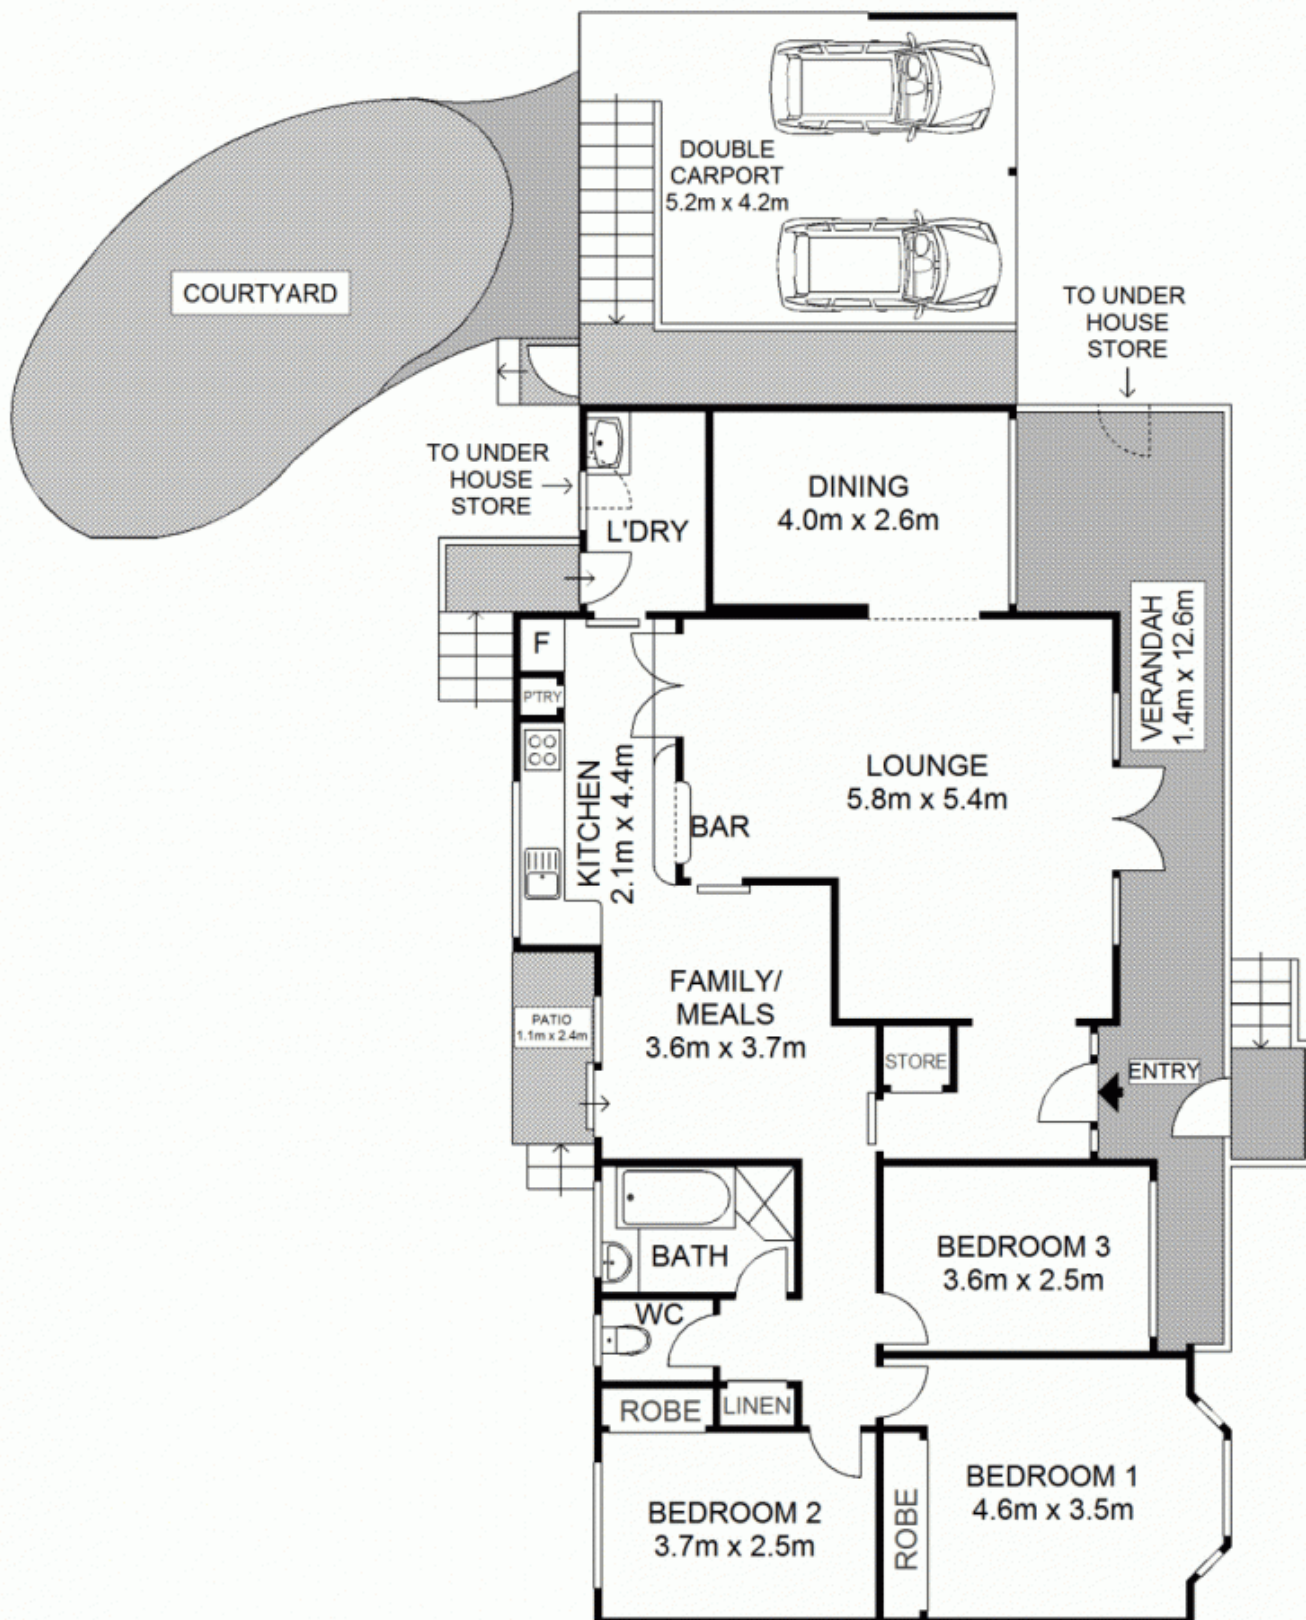 DOUBLE
CARPORT
5.2m x 4.2m
COURTYARD
TO UNDER
HOUSE
STORE
TO UNDER
HOUSE
STORE
L'DRY
DINING
4.0m x 2.6m
VERANDAH
1.4m x 12.6m
F
P'TRY
KITCHEN
2.1m x 4.4m
BAR
LOUNGE
5.8m x 5.4m
FAMILY/
MEALS
3.6m x 3.7m
PATIO
1.1m x 2.4m
STORE
ENTRY
BATH
BEDROOM 3
3.6m x 2.5m
WC
ROBE
LINEN
BEDROOM 2
3.7m x 2.5m
ROBE
BEDROOM 1
4.6m x 3.5m